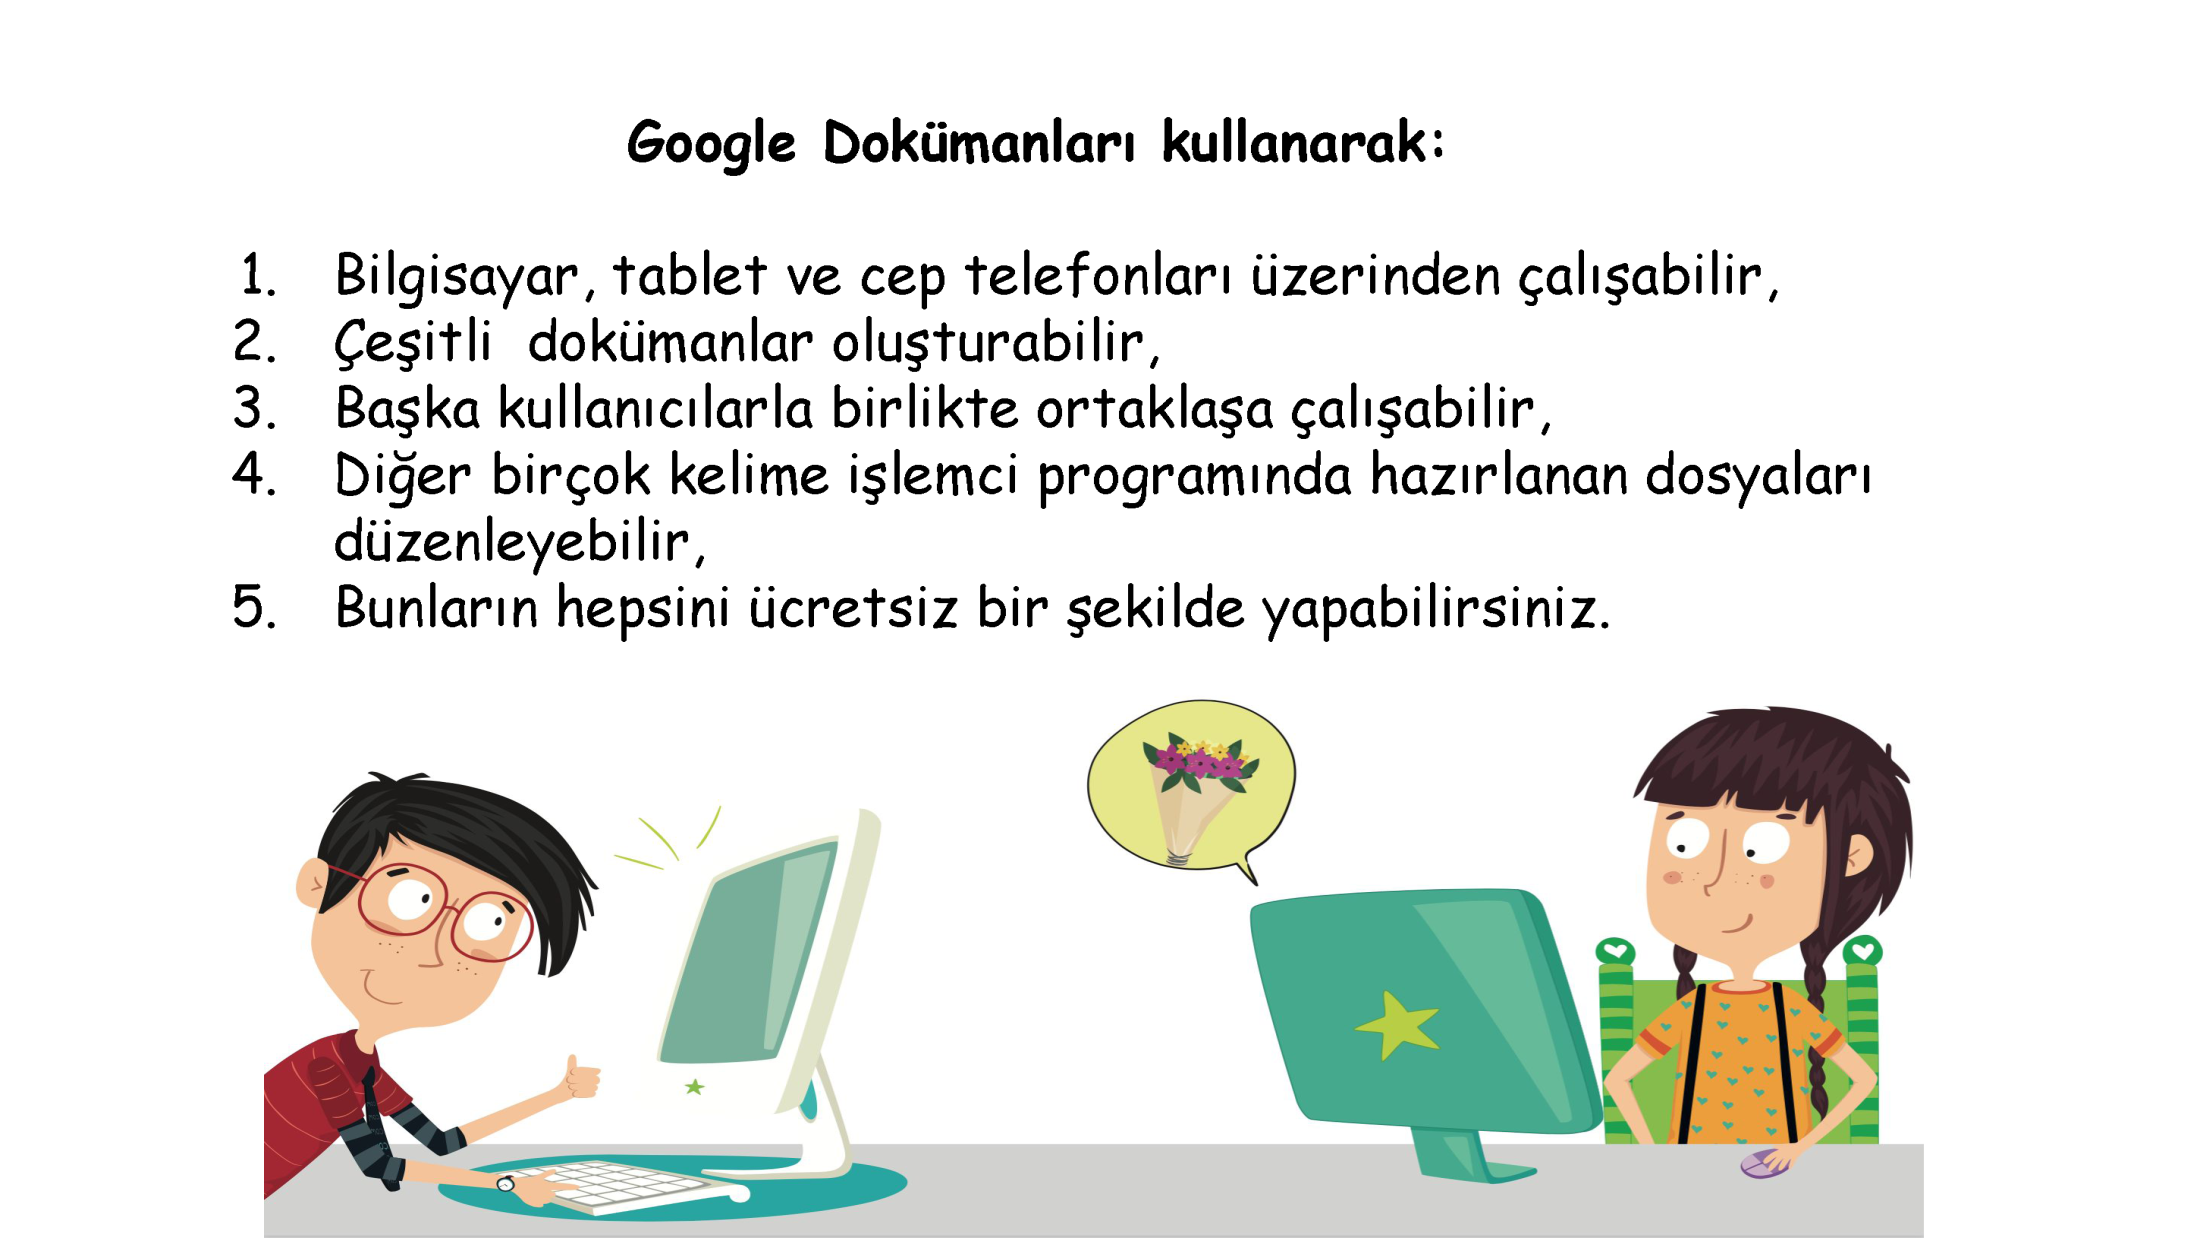 Google Dokümanları kullanarak:
1. Bilgisayar, tablet ve cep telefonları üzerinden çalışabilir,
2. Çeşitli dokümanlar oluşturabilir,
3. Başka kullanıcılarla birlikte ortaklaşa çalışabilir,
4. Diğer birçok kelime işlemci programında hazırlanan dosyaları
düzenleyebilir,
5. Bunların hepsini ücretsiz bir şekilde yapabilirsiniz.